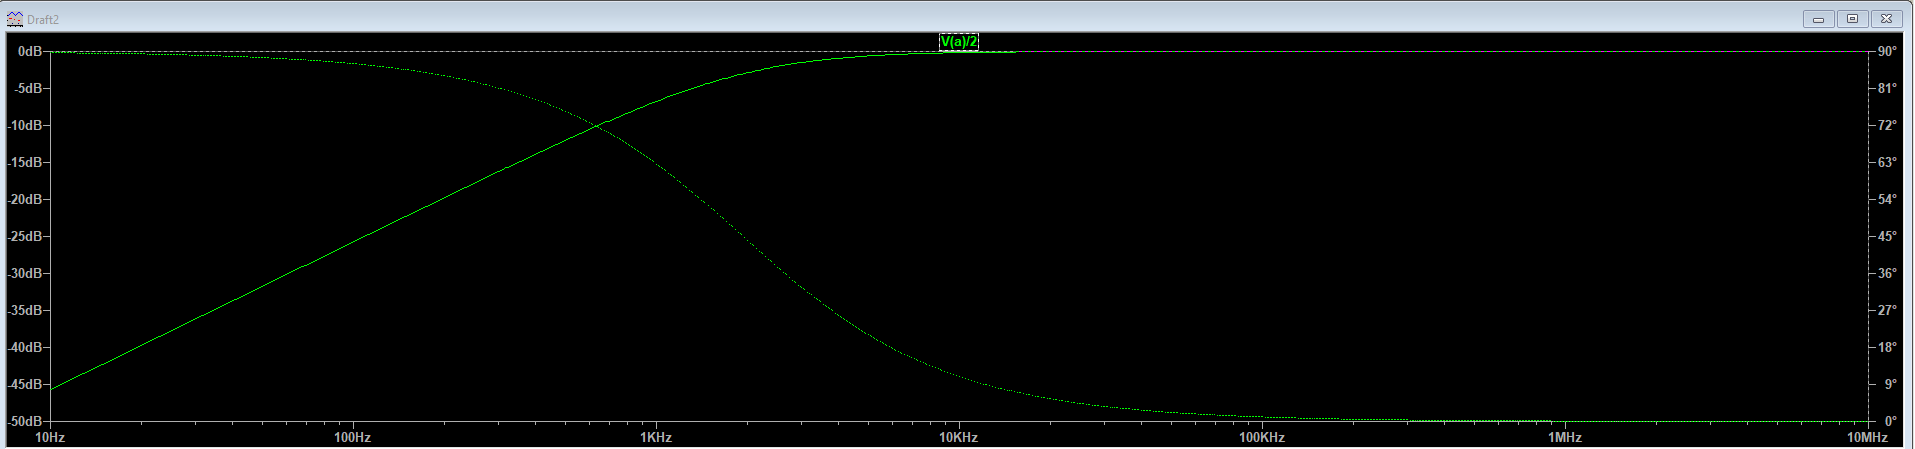 Draft2
V(a)/2
0dB 90°
-5dB 81°
-10dB 72°
-15dB 63°
-20dB 54°
-25dB 45°
-30dB 36°
-35dB 27°
-40dB 18°
-45dB 9°
-50dB 0°
10Hz 100Hz 1KHz 10KHz 100KHz 1MHz 10MHz